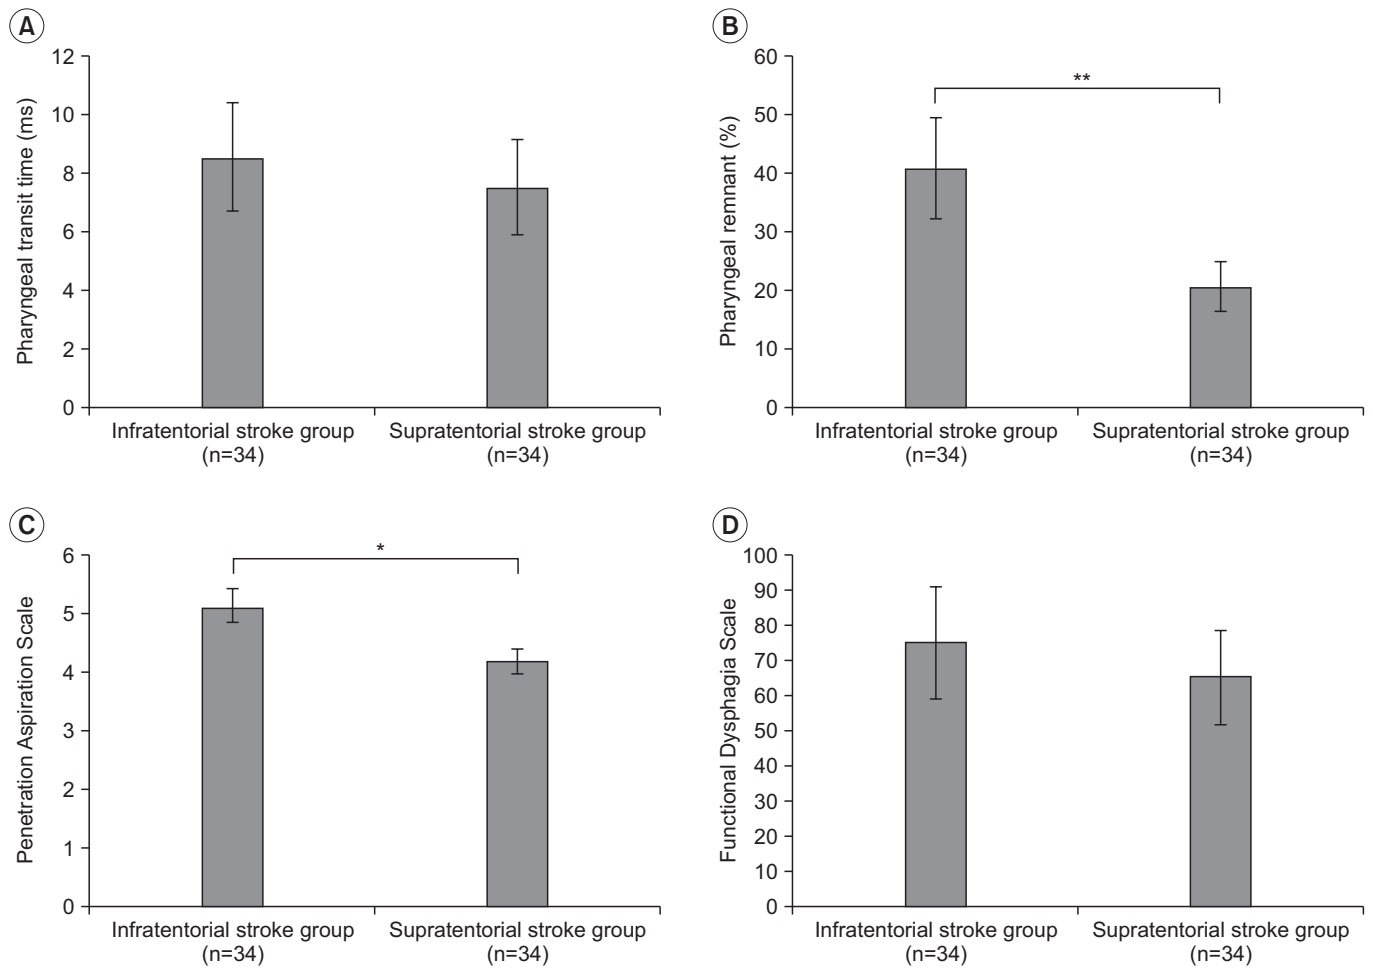 A
Pharyngeal transit time (ms)
12
10
8
6
4
2
0
Infratentorial stroke group
(n=34)
Supratentorial stroke group
(n=34)
B
Pharyngeal remnant (%)
60
50
40
30
20
10
0
**
Infratentorial stroke group
(n=34)
Supratentorial stroke group
(n=34)
C
Penetration Aspiration Scale
6
5
4
3
2
1
0
*
Infratentorial stroke group
(n=34)
Supratentorial stroke group
(n=34)
D
Functional Dysphagia Scale
100
90
80
70
60
50
40
30
20
10
0
Infratentorial stroke group
(n=34)
Supratentorial stroke group
(n=34)